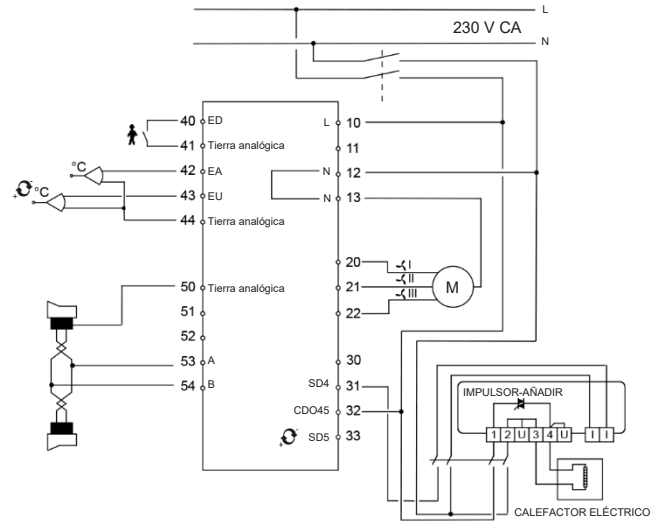 L
230 V CA
N
40 ED
41 Tierra analógica
42 EA
43 EU
44 Tierra analógica
50 Tierra analógica
51
52
53 A
54 B
°C
°C
L 10
11
N 12
N 13
20
21
22
30
SD4 31
CDO45 32
SD5 33
I
II
III
M
IMPULSOR-AÑADIR
1 2 U 3 4 U I I
CALEFACTOR ELÉCTRICO